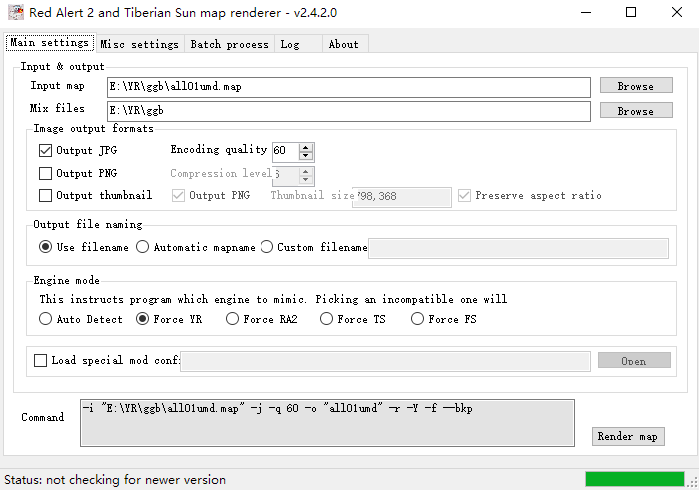 Red Alert 2 and Tiberian Sun map renderer - v2.4.2.0
Main settings Misc settings Batch process Log About
Input & output
Input map E:\YR\ggb\all01umd.map Browse
Mix files E:\YR\ggb Browse
Image output formats
Output JPG Encoding quality 60
Output PNG Compression level 6
Output thumbnail Output PNG Thumbnail size 798,368 Preserve aspect ratio
Output file naming
Use filename Automatic mapname Custom filename
Engine mode
This instructs program which engine to mimic. Picking an incompatible one will
Auto Detect Force YR Force RA2 Force TS Force FS
Load special mod conf: Open
Command -i "E:\YR\ggb\all01umd.map" -j -q 60 -o "all01umd" -r -Y -f --bkp
Render map
Status: not checking for newer version